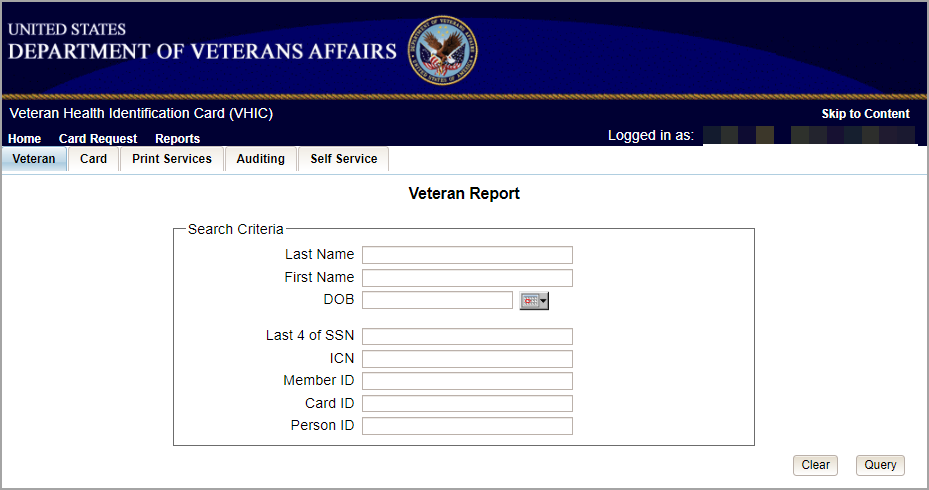 UNITED STATES
DEPARTMENT OF VETERANS AFFAIRS
Veteran Health Identification Card (VHIC)
Skip to Content
Home Card Request Reports
Logged in as:
Veteran Card Print Services Auditing Self Service
Veteran Report
Search Criteria
Last Name
First Name
DOB
Last 4 of SSN
ICN
Member ID
Card ID
Person ID
Clear Query